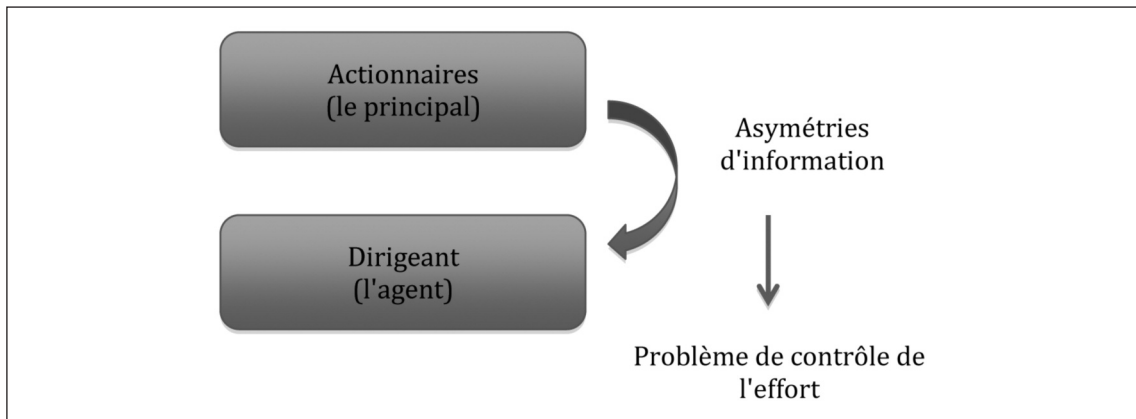 Actionnaires
(le principal)
Asymétries
d'information
Dirigeant
(l'agent)
Problème de contrôle de
l'effort